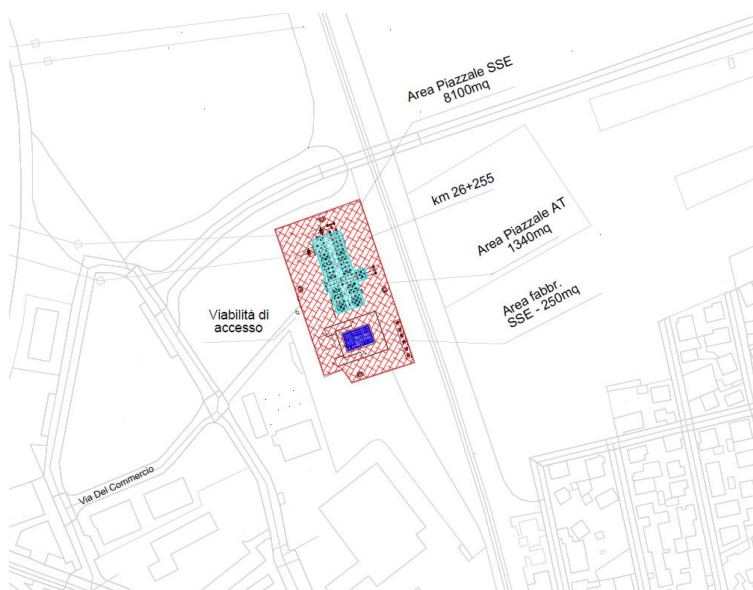 Area Piazzale SSE
8100mq
km 26+255
Area Piazzale AT
1340mq
Area fabbr.
SSE - 250mq
Viabilità di
accesso
Via Del Commercio